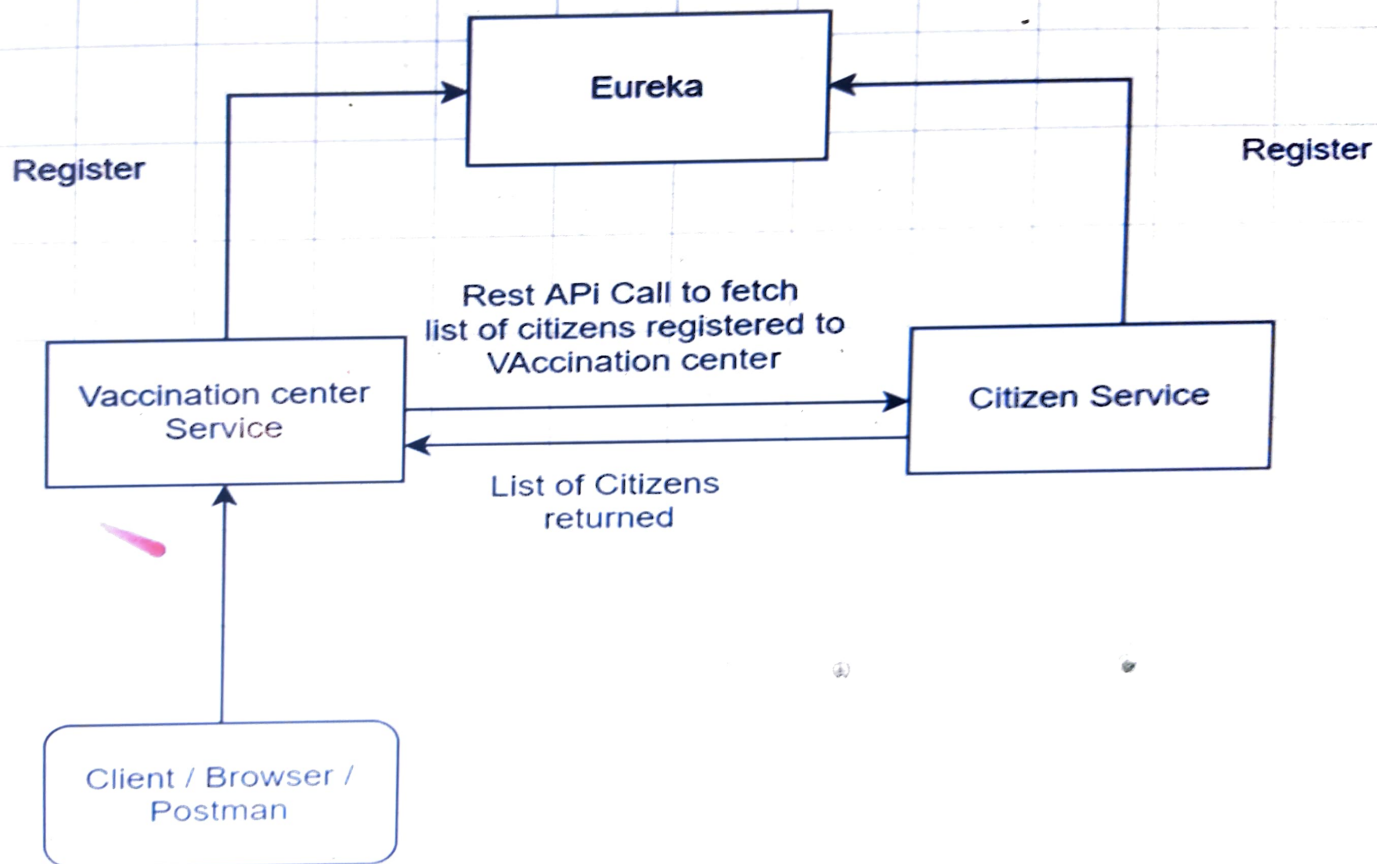 Eureka
Register
Register
Rest APi Call to fetch
list of citizens registered to
VAccination center
Vaccination center
Service
Citizen Service
List of Citizens
returned
Client / Browser /
Postman